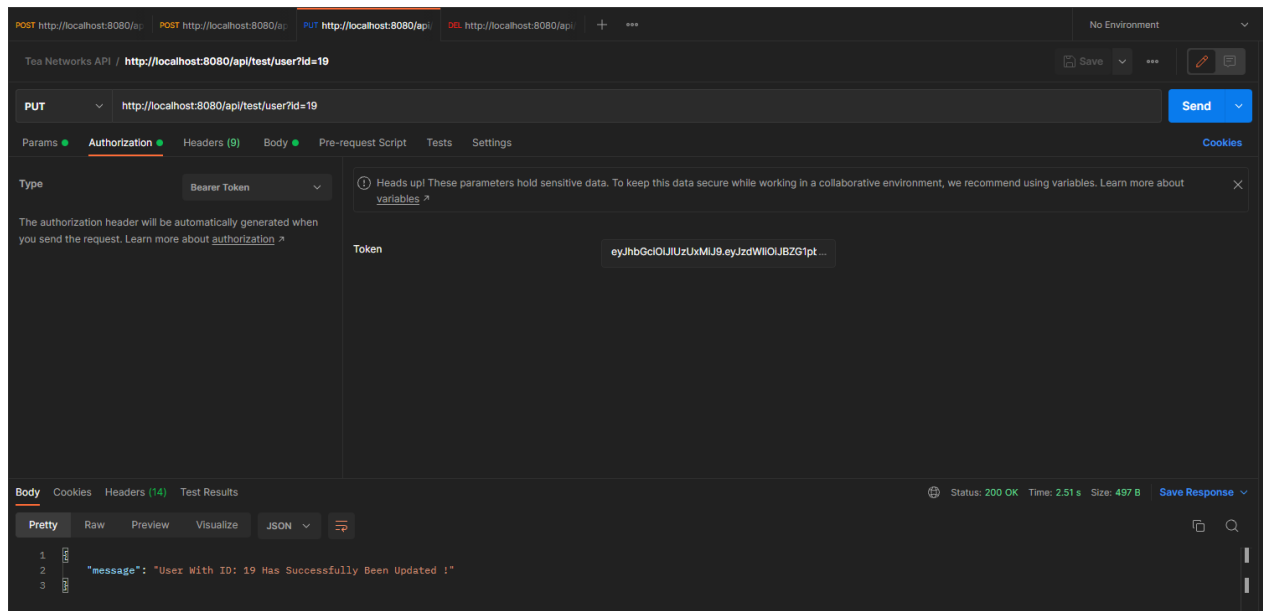 POST http://localhost:8080/ap POST http://localhost:8080/ap PUT http://localhost:8080/api/ DEL http://localhost:8080/api/ + ooo No Environment
Tea Networks API / http://localhost:8080/api/test/user?id=19 Save ooo
PUT http://localhost:8080/api/test/user?id=19 Send
Params Authorization Headers (9) Body Pre-request Script Tests Settings Cookies
Type Bearer Token
The authorization header will be automatically generated when
you send the request. Learn more about authorization ↗
Heads up! These parameters hold sensitive data. To keep this data secure while working in a collaborative environment, we recommend using variables. Learn more about
variables ↗
Token eyJhbGciOiJIUzUxMiJ9.eyJzdWIiOiJBZG1pt...
Body Cookies Headers (14) Test Results Status: 200 OK Time: 2.51 s Size: 497 B Save Response
Pretty Raw Preview Visualize JSON
1 {
2 "message": "User With ID: 19 Has Successfully Been Updated !"
3 }